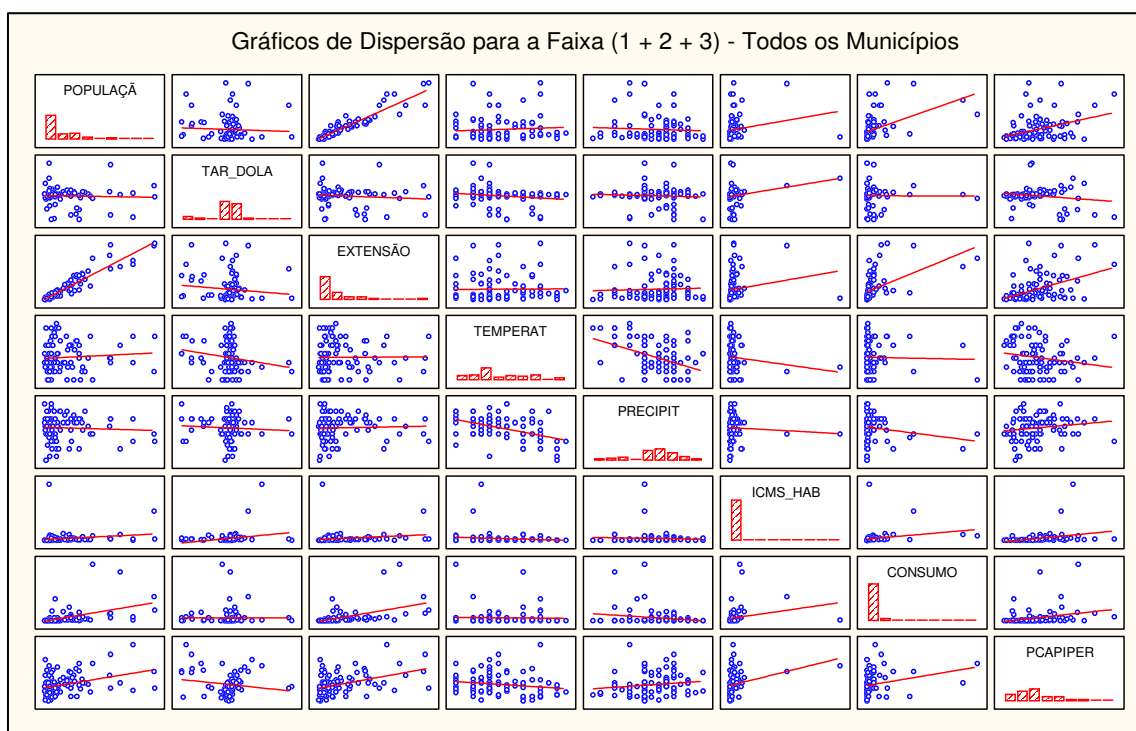 Gráficos de Dispersão para a Faixa (1 + 2 + 3) - Todos os Municípios
POPULAÇÃ
TAR_DOLA
EXTENSÃO
TEMPERAT
PRECIPIT
ICMS_HAB
CONSUMO
PCAPIPER